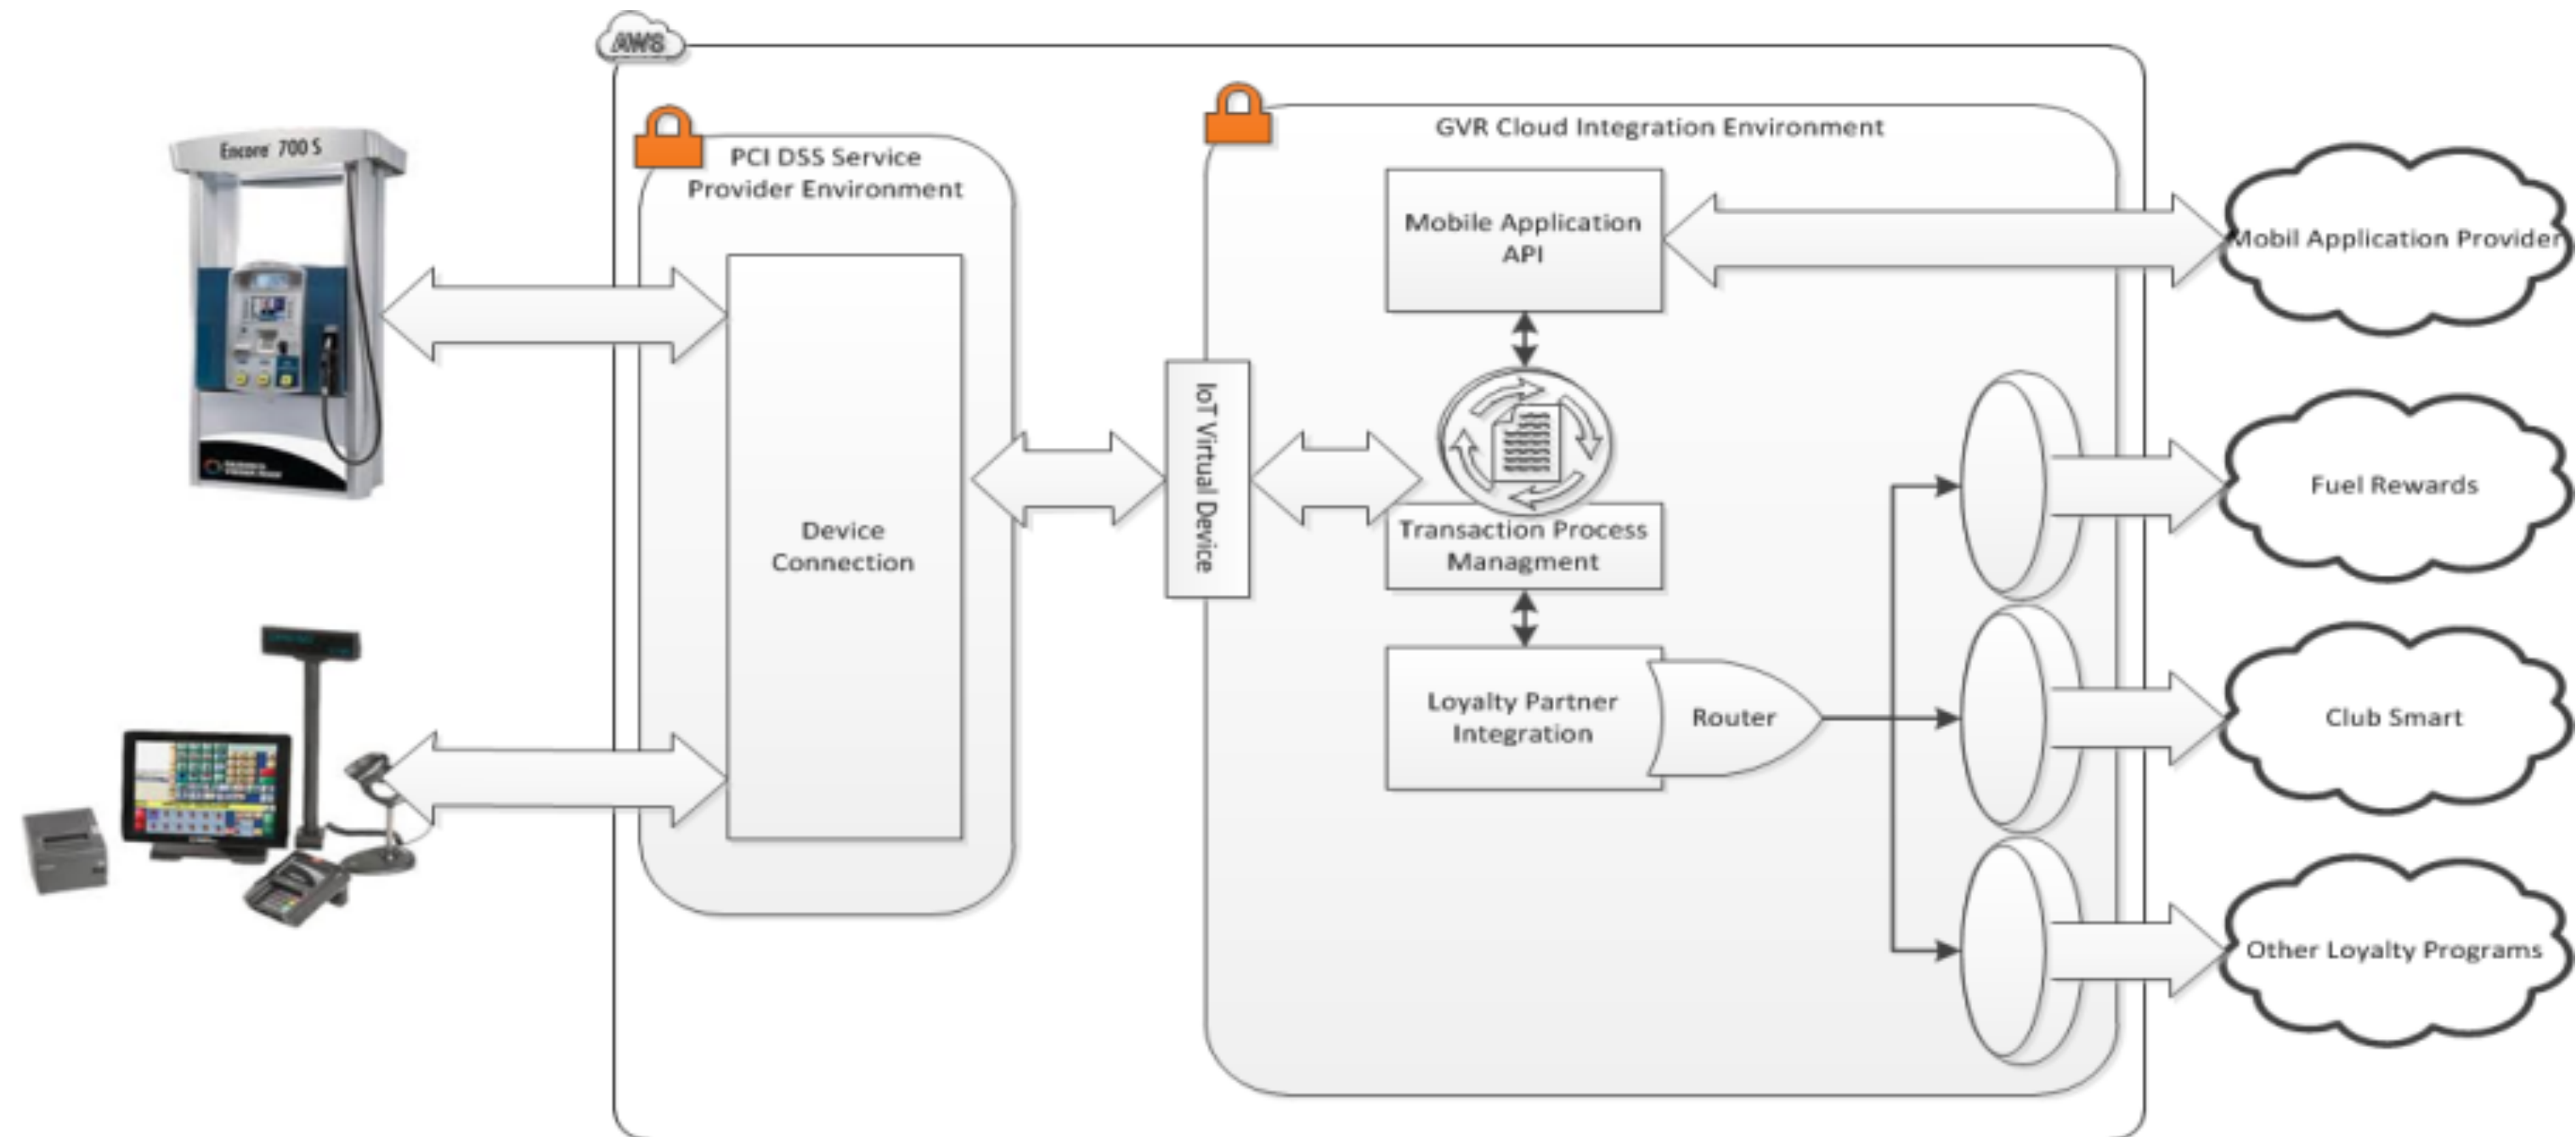 AWS
Encore 700 S
PCI DSS Service
Provider Environment
Device
Connection
IoT Virtual Device
GVR Cloud Integration Environment
Mobile Application
API
Transaction Process
Managment
Loyalty Partner
Integration
Router
Mobil Application Provider
Fuel Rewards
Club Smart
Other Loyalty Programs